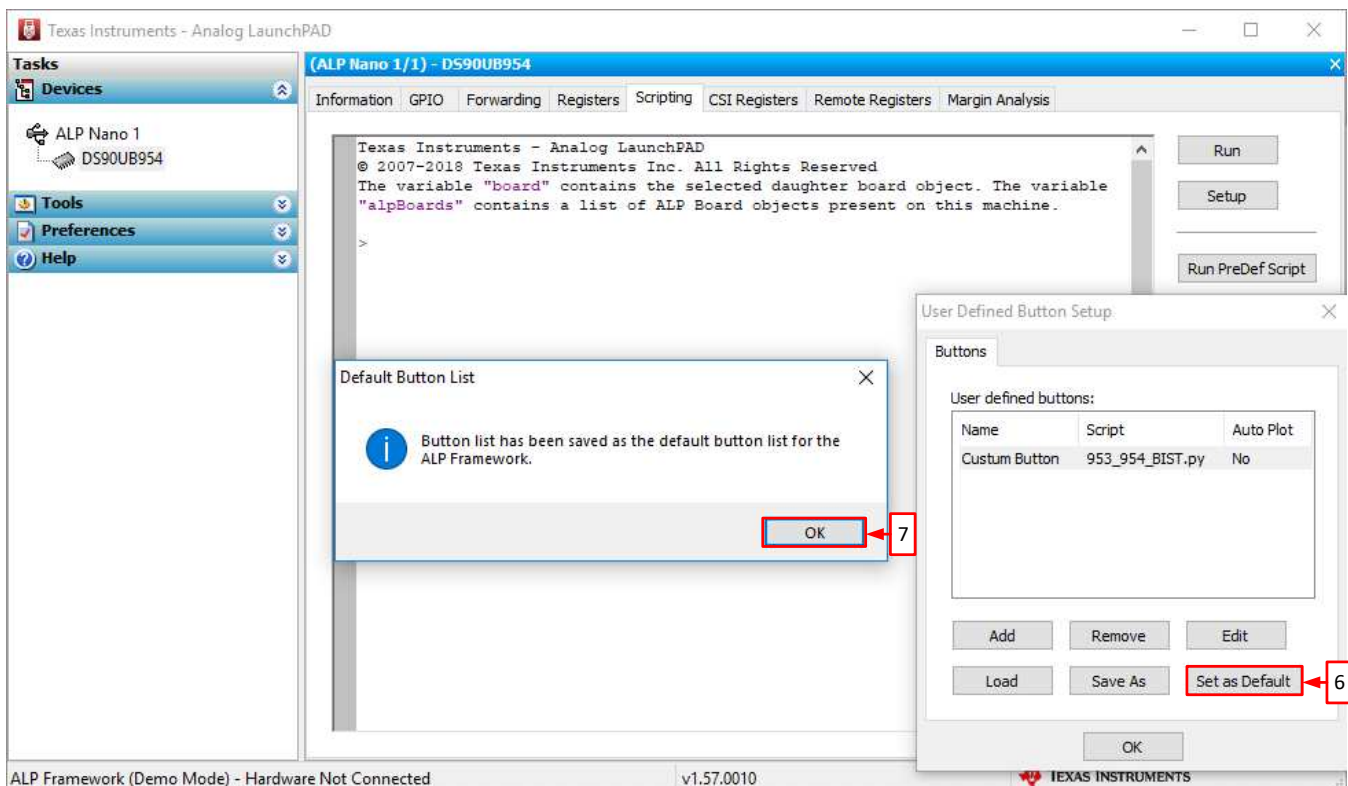 Texas Instruments - Analog LaunchPAD
Tasks
Devices
ALP Nano 1
DS90UB954
Tools
Preferences
Help
(ALP Nano 1/1) - DS90UB954
Information GPIO Forwarding Registers Scripting CSI Registers Remote Registers Margin Analysis
Texas Instruments - Analog LaunchPAD
© 2007-2018 Texas Instruments Inc. All Rights Reserved
The variable "board" contains the selected daughter board object. The variable
"alpBoards" contains a list of ALP Board objects present on this machine.
>
Run
Setup
Run PreDef Script
Default Button List
Button list has been saved as the default button list for the
ALP Framework.
OK
7
User Defined Button Setup
Buttons
User defined buttons:
Name Script Auto Plot
Custum Button 953_954_BIST.py No
Add Remove Edit
Load Save As Set as Default
6
OK
ALP Framework (Demo Mode) - Hardware Not Connected v1.57.0010 TEXAS INSTRUMENTS